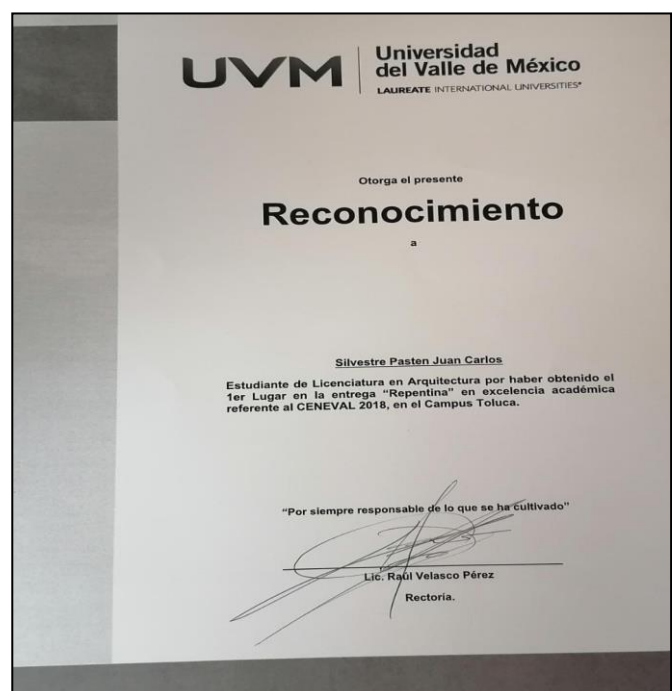 UVM
Universidad
del Valle de México
LAUREATE INTERNATIONAL UNIVERSITIES®
Otorga el presente
Reconocimiento
a
Silvestre Pasten Juan Carlos
Estudiante de Licenciatura en Arquitectura por haber obtenido el
1er Lugar en la entrega “Repentina” en excelencia académica
referente al CENEVAL 2018, en el Campus Toluca.
“Por siempre responsable de lo que se ha cultivado”
Lic. Raúl Velasco Pérez
Rectoria.